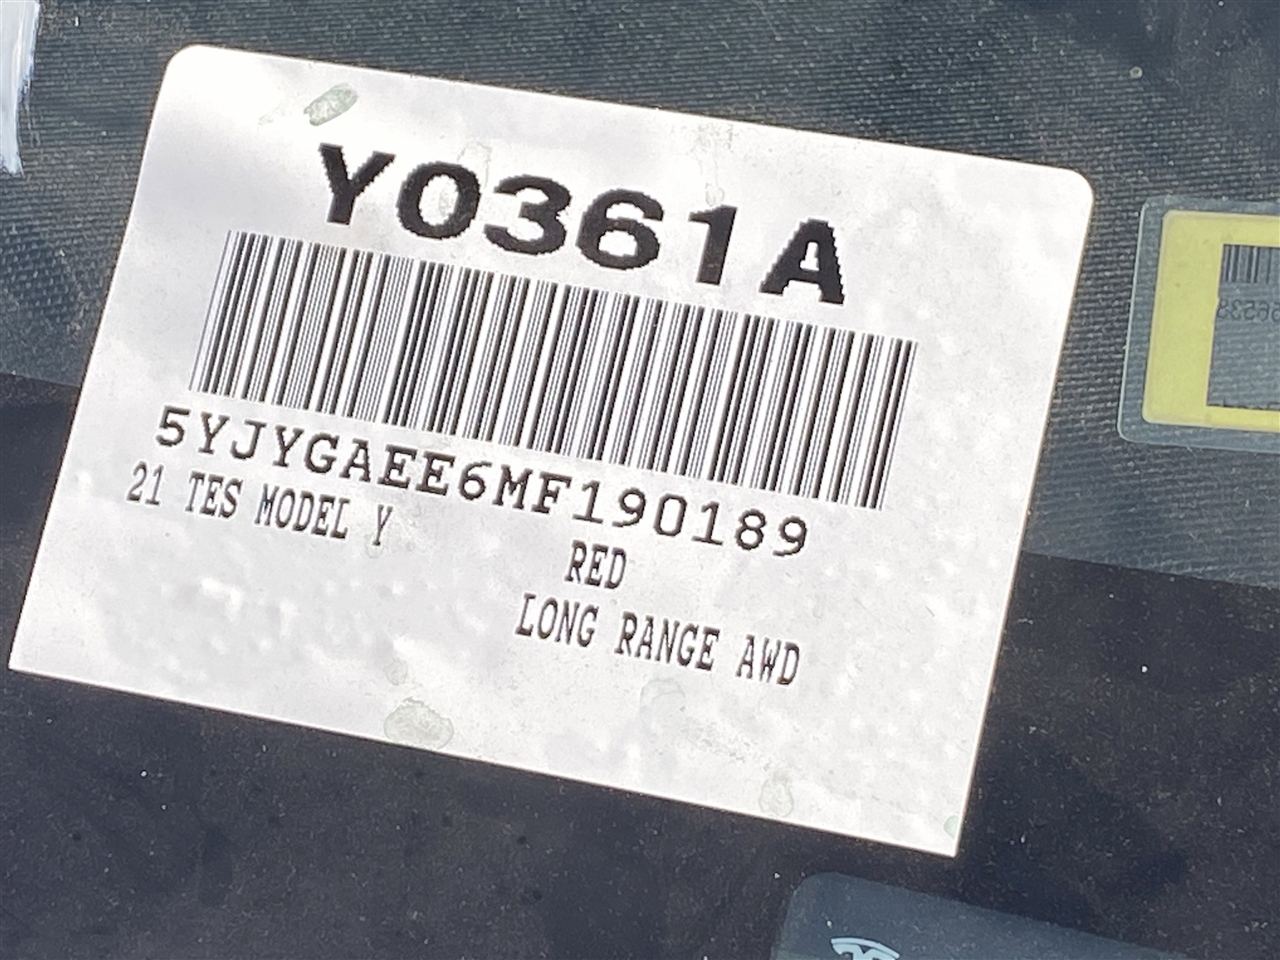 Y0361A
5YJYGAEE6MF190189
21 TES MODEL Y
RED
LONG RANGE AWD